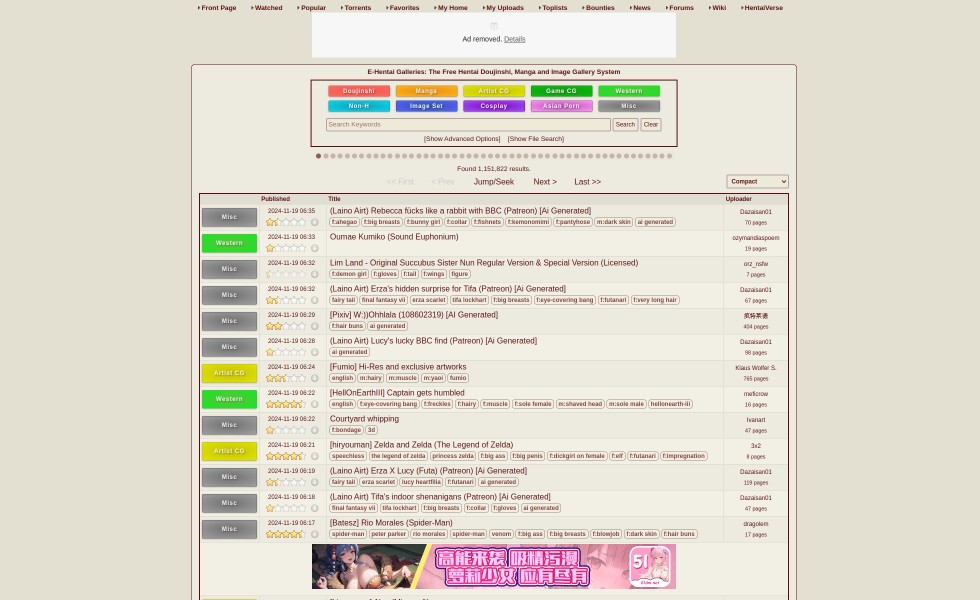 Front Page Watched Popular Torrents Favorites My Home My Uploads Toplists Bounties News Forums Wiki HentaiVerse
Ad removed. Details
E-Hentai Galleries: The Free Hentai Doujinshi, Manga and Image Gallery System
Doujinshi Manga Artist CG Game CG Western
Non-H Image Set Cosplay Asian Porn Misc
Search Keywords Search Clear
[Show Advanced Options] [Show File Search]
Found 1,151,822 results.
<< First < Prev Jump/Seek Next > Last >> Compact
Published Title Uploader
Misc 2024-11-19 06:35 (Laino Airt) Rebecca fücks like a rabbit with BBC (Patreon) [Ai Generated] Dazaisan01
f:ahegao f:big breasts f:bunny girl f:collar f:fishnets f:kemonomimi f:pantyhose m:dark skin ai generated 70 pages
Western 2024-11-19 06:33 Oumae Kumiko (Sound Euphonium) ozymandiaspoem
19 pages
Misc 2024-11-19 06:32 Lim Land - Original Succubus Sister Nun Regular Version & Special Version (Licensed) orz_nsfw
f:demon girl f:gloves f:tail f:wings figure 7 pages
Misc 2024-11-19 06:32 (Laino Airt) Erza's hidden surprise for Tifa (Patreon) [Ai Generated] Dazaisan01
fairy tail final fantasy vii erza scarlet tifa lockhart f:big breasts f:eye-covering bang f:futanari f:very long hair 67 pages
Misc 2024-11-19 06:29 [Pixiv] W:))Ohhlala (108602319) [AI Generated]
f:hair buns ai generated 404 pages
Misc 2024-11-19 06:28 (Laino Airt) Lucy's lucky BBC find (Patreon) [Ai Generated] Dazaisan01
ai generated 98 pages
Artist CG 2024-11-19 06:24 [Fumio] Hi-Res and exclusive artworks Klaus Wolfer S.
english m:hairy m:muscle m:yaoi fumio 765 pages
Western 2024-11-19 06:22 [HellOnEarthIII] Captain gets humbled meficrow
english f:eye-covering bang f:freckles f:hairy f:muscle f:sole female m:shaved head m:sole male hellonearth-iii 16 pages
Misc 2024-11-19 06:22 Courtyard whipping Ivanart
f:bondage 3d 47 pages
Artist CG 2024-11-19 06:21 [hiryouman] Zelda and Zelda (The Legend of Zelda) 3x2
speechless the legend of zelda princess zelda f:big ass f:big penis f:dickgirl on female f:elf f:futanari f:impregnation 8 pages
Misc 2024-11-19 06:19 (Laino Airt) Erza X Lucy (Futa) (Patreon) [Ai Generated] Dazaisan01
fairy tail erza scarlet lucy heartfilia f:futanari ai generated 119 pages
Misc 2024-11-19 06:18 (Laino Airt) Tifa's indoor shenanigans (Patreon) [Ai Generated] Dazaisan01
final fantasy vii tifa lockhart f:big breasts f:collar f:gloves ai generated 47 pages
Misc 2024-11-19 06:17 [Batesz] Rio Morales (Spider-Man) dragolem
spider-man peter parker rio morales spider-man venom f:big ass f:big breasts f:blowjob f:dark skin f:hair buns 17 pages
高能来袭 吸精污漫
萝莉少女 应有尽有